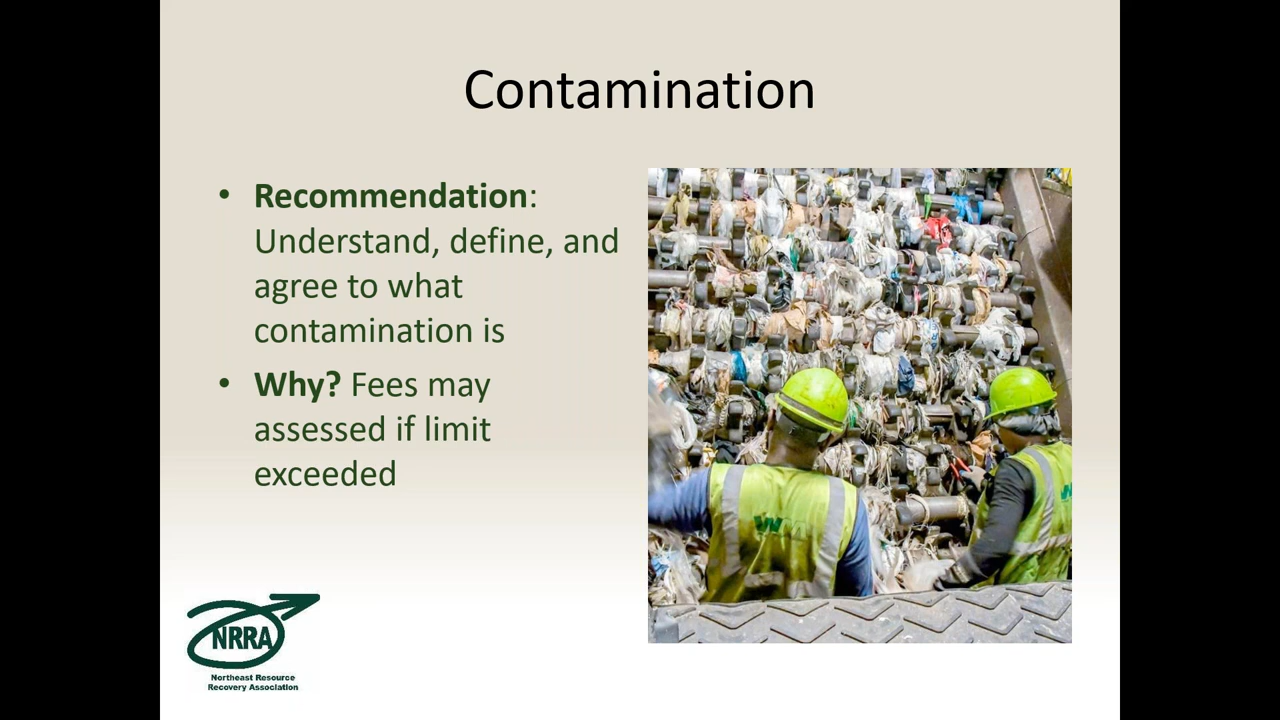 Contamination
• Recommendation:
Understand, define, and
agree to what
contamination is
• Why? Fees may
assessed if limit
exceeded
WM
NRRA
Northeast Resource
Recovery Association